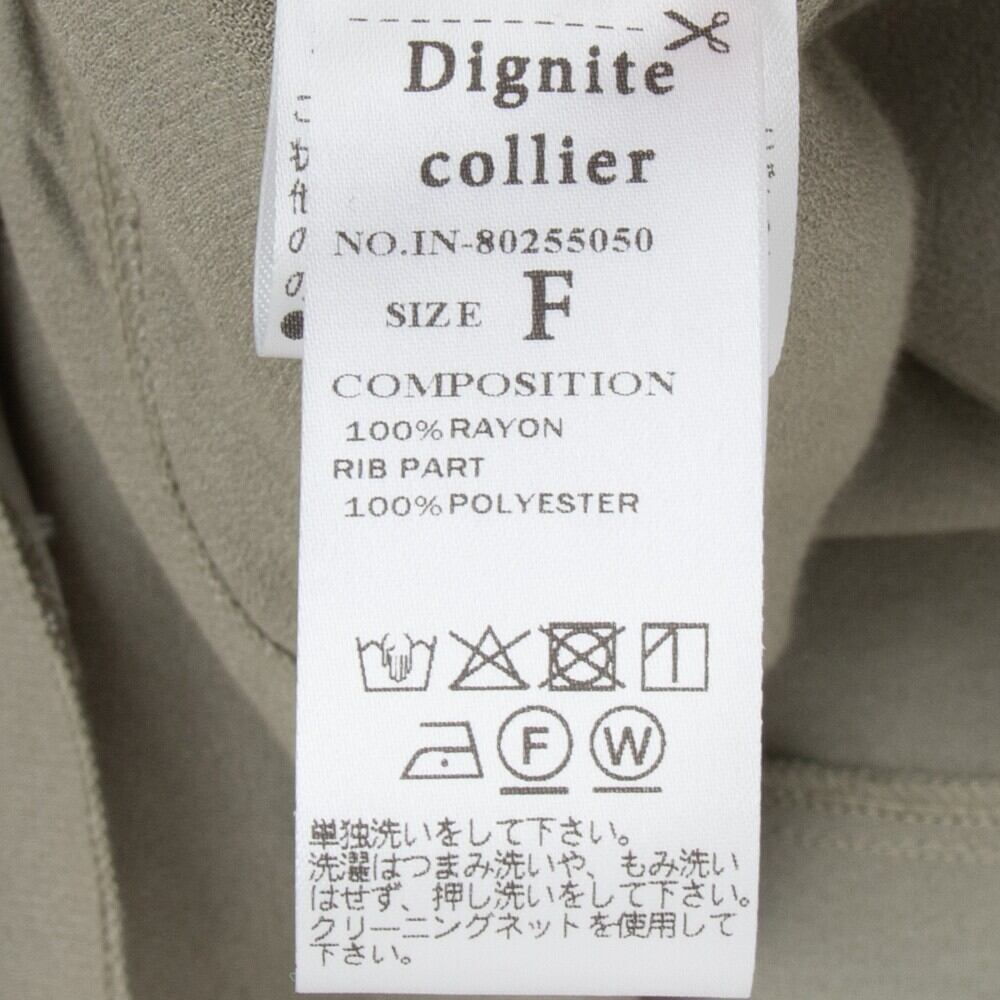 Dignite
collier
NO.IN-80255050
SIZE F
COMPOSITION
100% RAYON
RIB PART
100% POLYESTER
F W
単独洗いをして下さい。
洗濯はつまみ洗いや、もみ洗い
はせず、押し洗いをして下さい。
クリーニングネットを使用して
下さい。